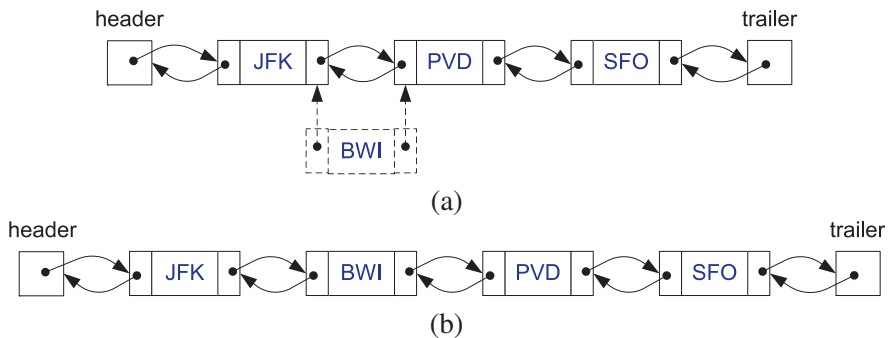 header trailer
JFK PVD SFO
BWI
(a)
header trailer
JFK BWI PVD SFO
(b)